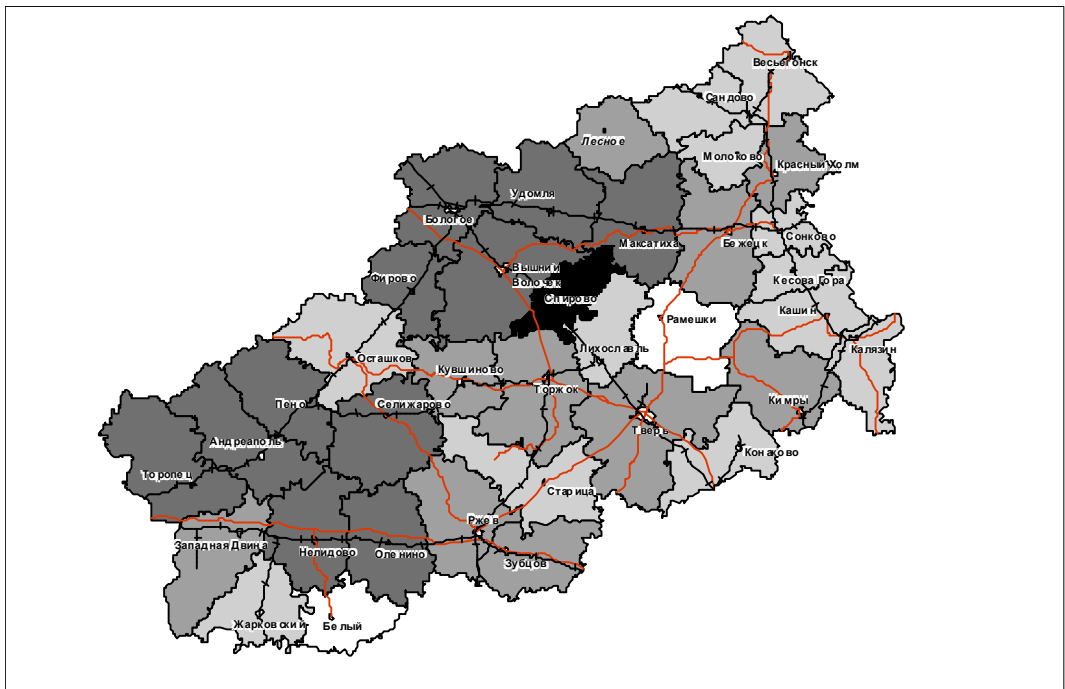 Весьегонск
Сандово
Лесное
Молоково
Красный Холм
Удомля
Бологое
Максатиха
Бежецк
Сонково
Вышний
Волочек
Фирово
Кесова Гора
Спирово
Кашин
Рамешки
Лихославль
Калязин
Осташков
Кувшиново
Торжок
Пено
Селижарово
Кимры
Тверь
Андреаполь
Конаково
Торопец
Старица
Ржев
Западная Двина
Нелидово
Оленино
Зубцов
Жарковский
Белый